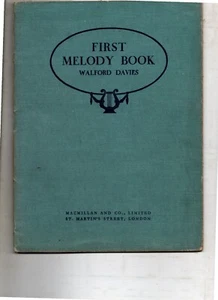 FIRST
MELODY BOOK
WALFORD DAVIES
MACMILLAN AND CO., LIMITED
ST. MARTIN'S STREET, LONDON